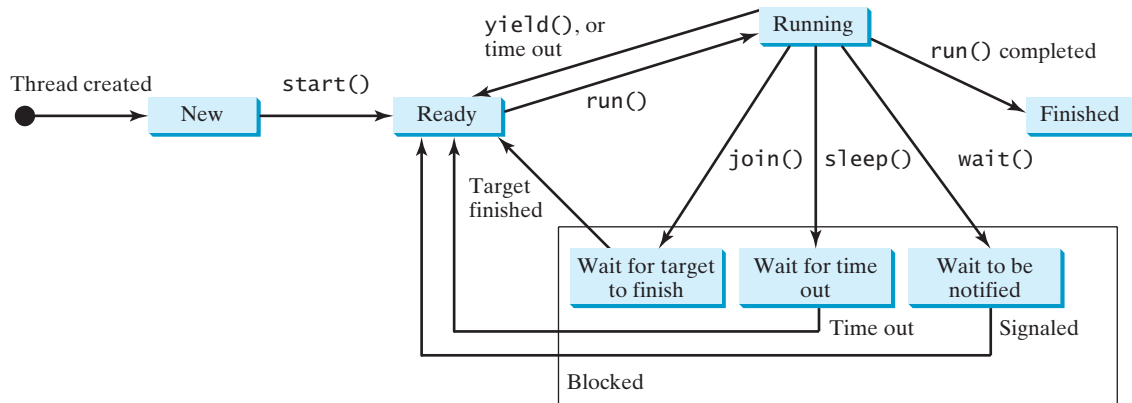 yield(), or
time out
Running
run() completed
Thread created
start()
New
Ready
run()
Finished
join()
sleep()
wait()
Target
finished
Wait for target
to finish
Wait for time
out
Wait to be
notified
Time out
Signaled
Blocked